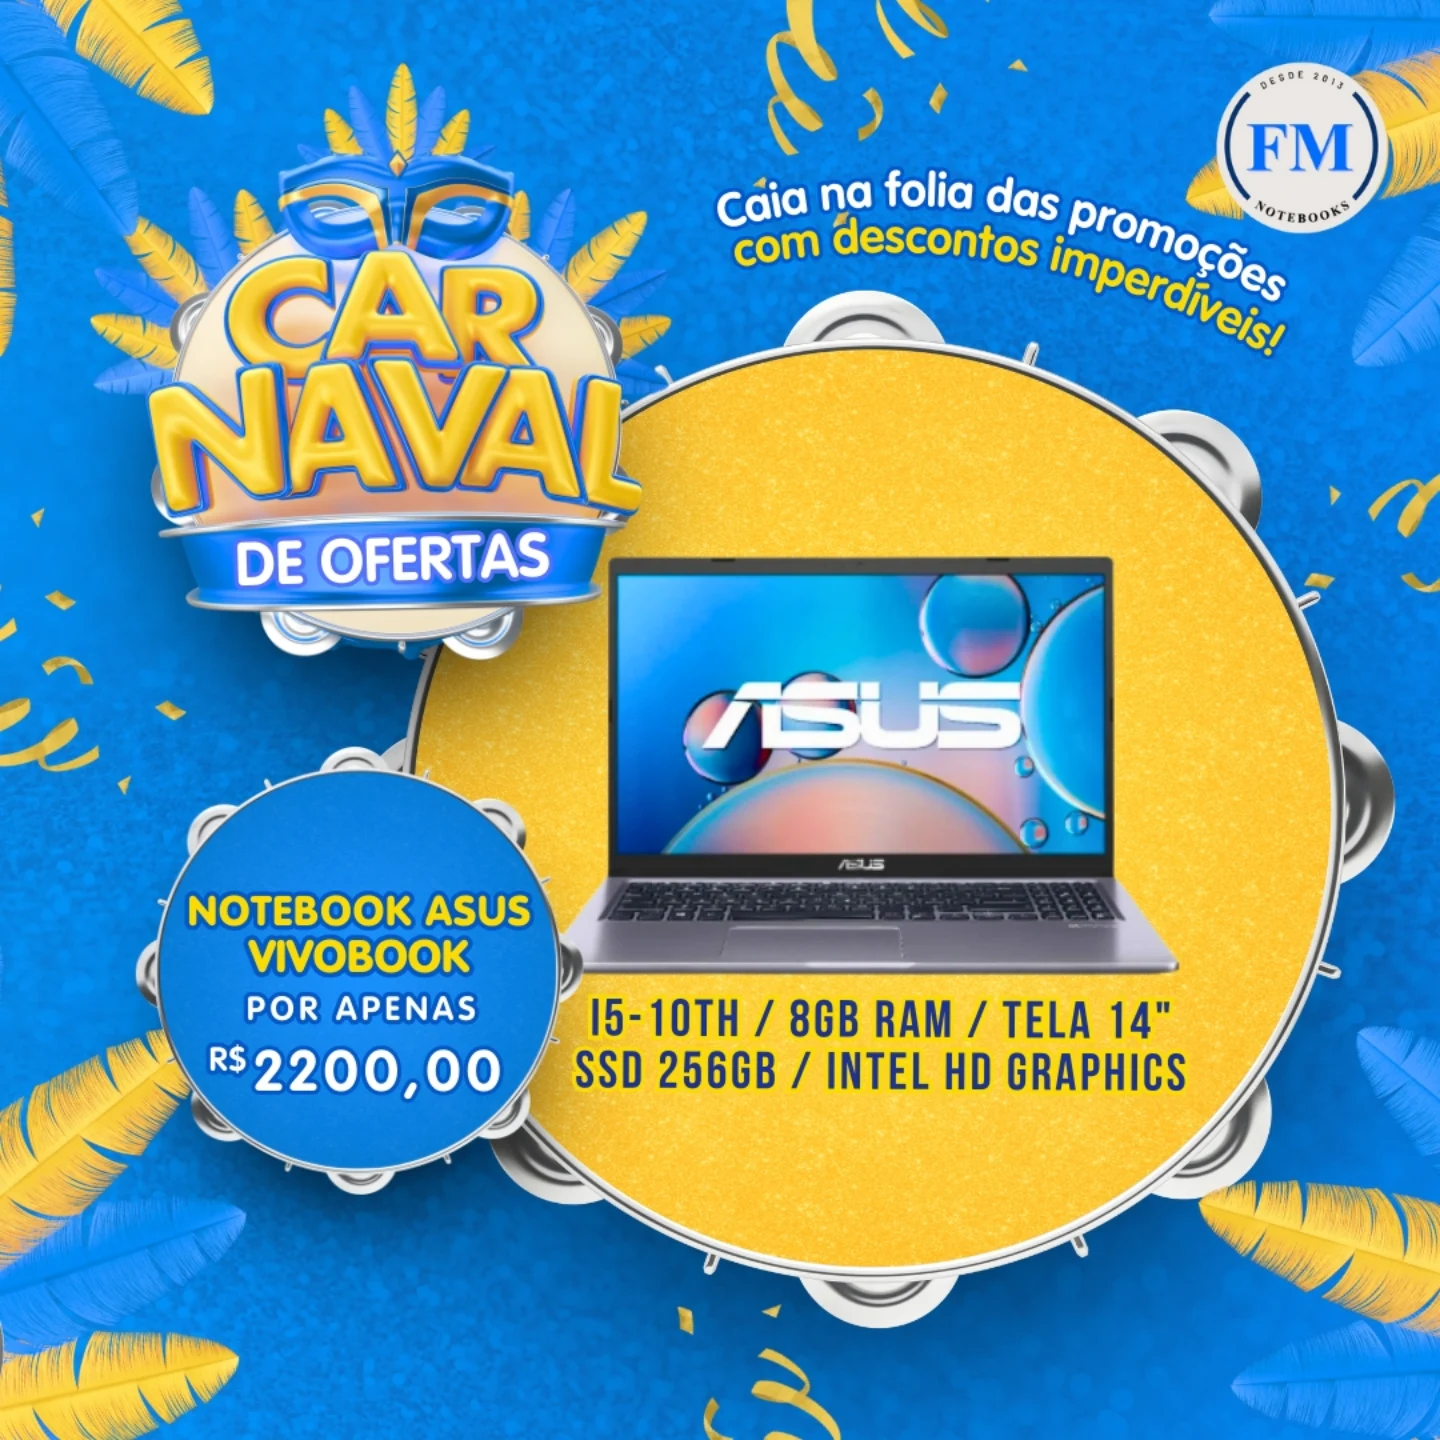 DESDE 2013
FM
NOTEBOOKS
Caia na folia das promoções
com descontos imperdíveis!
CAR
NAVAL
DE OFERTAS
ASUS
ASUS
NOTEBOOK ASUS
VIVOBOOK
POR APENAS
R$ 2200,00
I5-10TH / 8GB RAM / TELA 14"
SSD 256GB / INTEL HD GRAPHICS